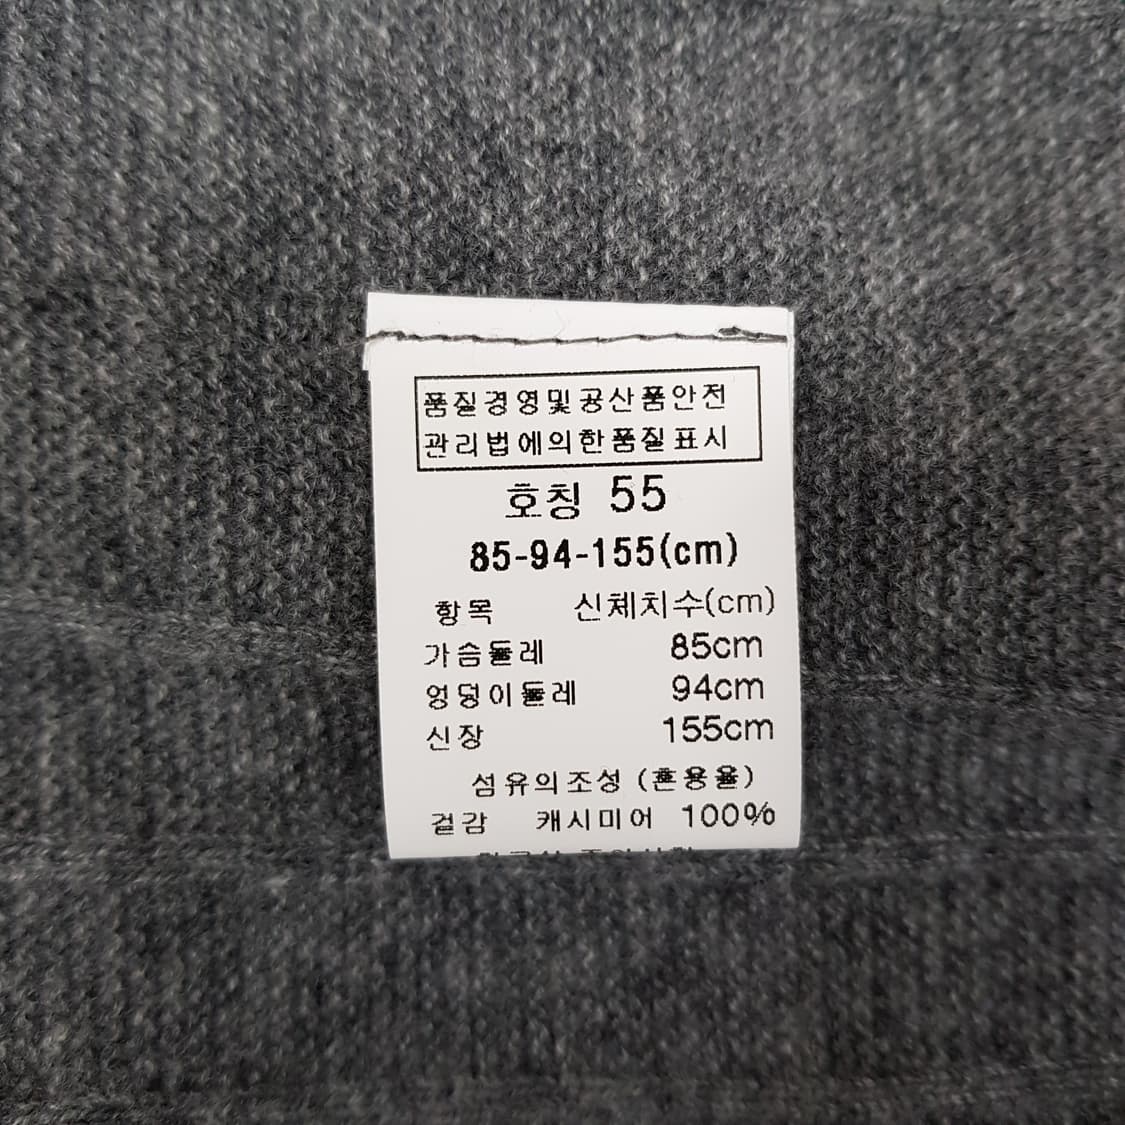 품질경영및공산품안전
관리법에의한품질표시
호칭 55
85-94-155(cm)
항목 신체치수(cm)
가슴둘레 85cm
엉덩이둘레 94cm
신장 155cm
섬유의조성 (혼용율)
겉감 캐시미어 100%